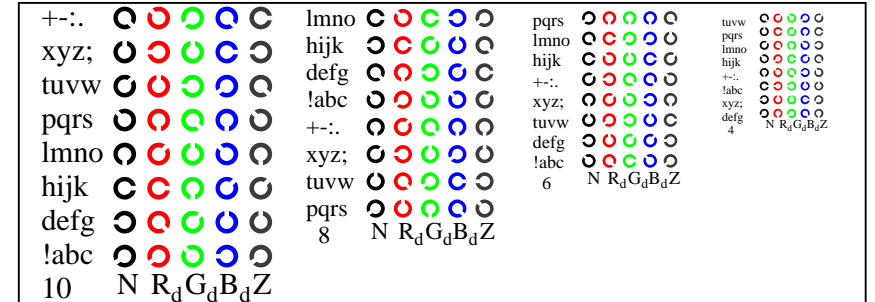 +-:.
xyz;
tuvw
pqrs
lmno
hijk
defg
!abc
10 N RdGdBdZ
lmno
hijk
defg
!abc
+-:.
xyz;
tuvw
pqrs
8 N RdGdBdZ
pqrs
lmno
hijk
+-:.
xyz;
tuvw
defg
!abc
6 N RdGdBdZ
tuvw
pqrs
lmno
hijk
+-:.
!abc
xyz;
defg
4 N RdGdBdZ